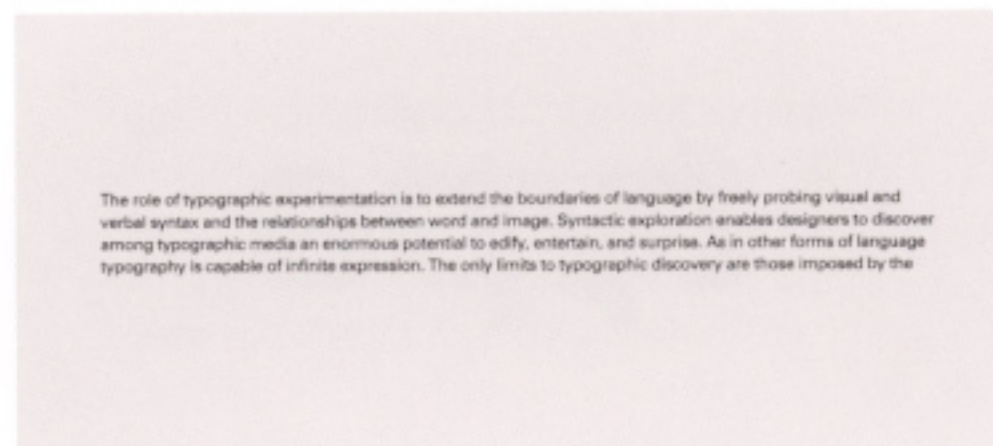 The role of typographic experimentation is to extend the boundaries of language by freely probing visual and
verbal syntax and the relationships between word and image. Syntactic exploration enables designers to discover
among typographic media an enormous potential to edify, entertain, and surprise. As in other forms of language
typography is capable of infinite expression. The only limits to typographic discovery are those imposed by the